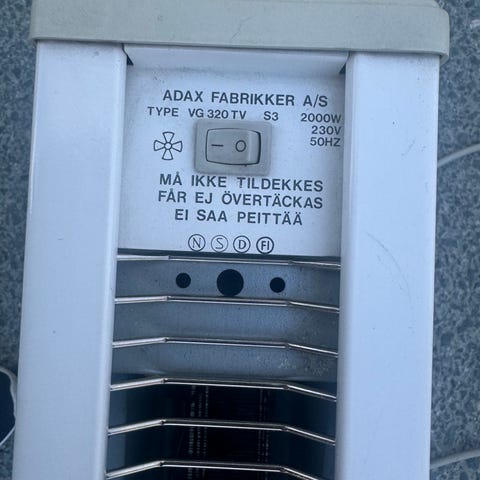 ADAX FABRIKKER A/S
TYPE VG 320 TV S3 2000W
230V
50HZ
– O
MÅ IKKE TILDEKKES
FÅR EJ ÖVERTÄCKAS
EI SAA PEITTÄÄ
N S D FI